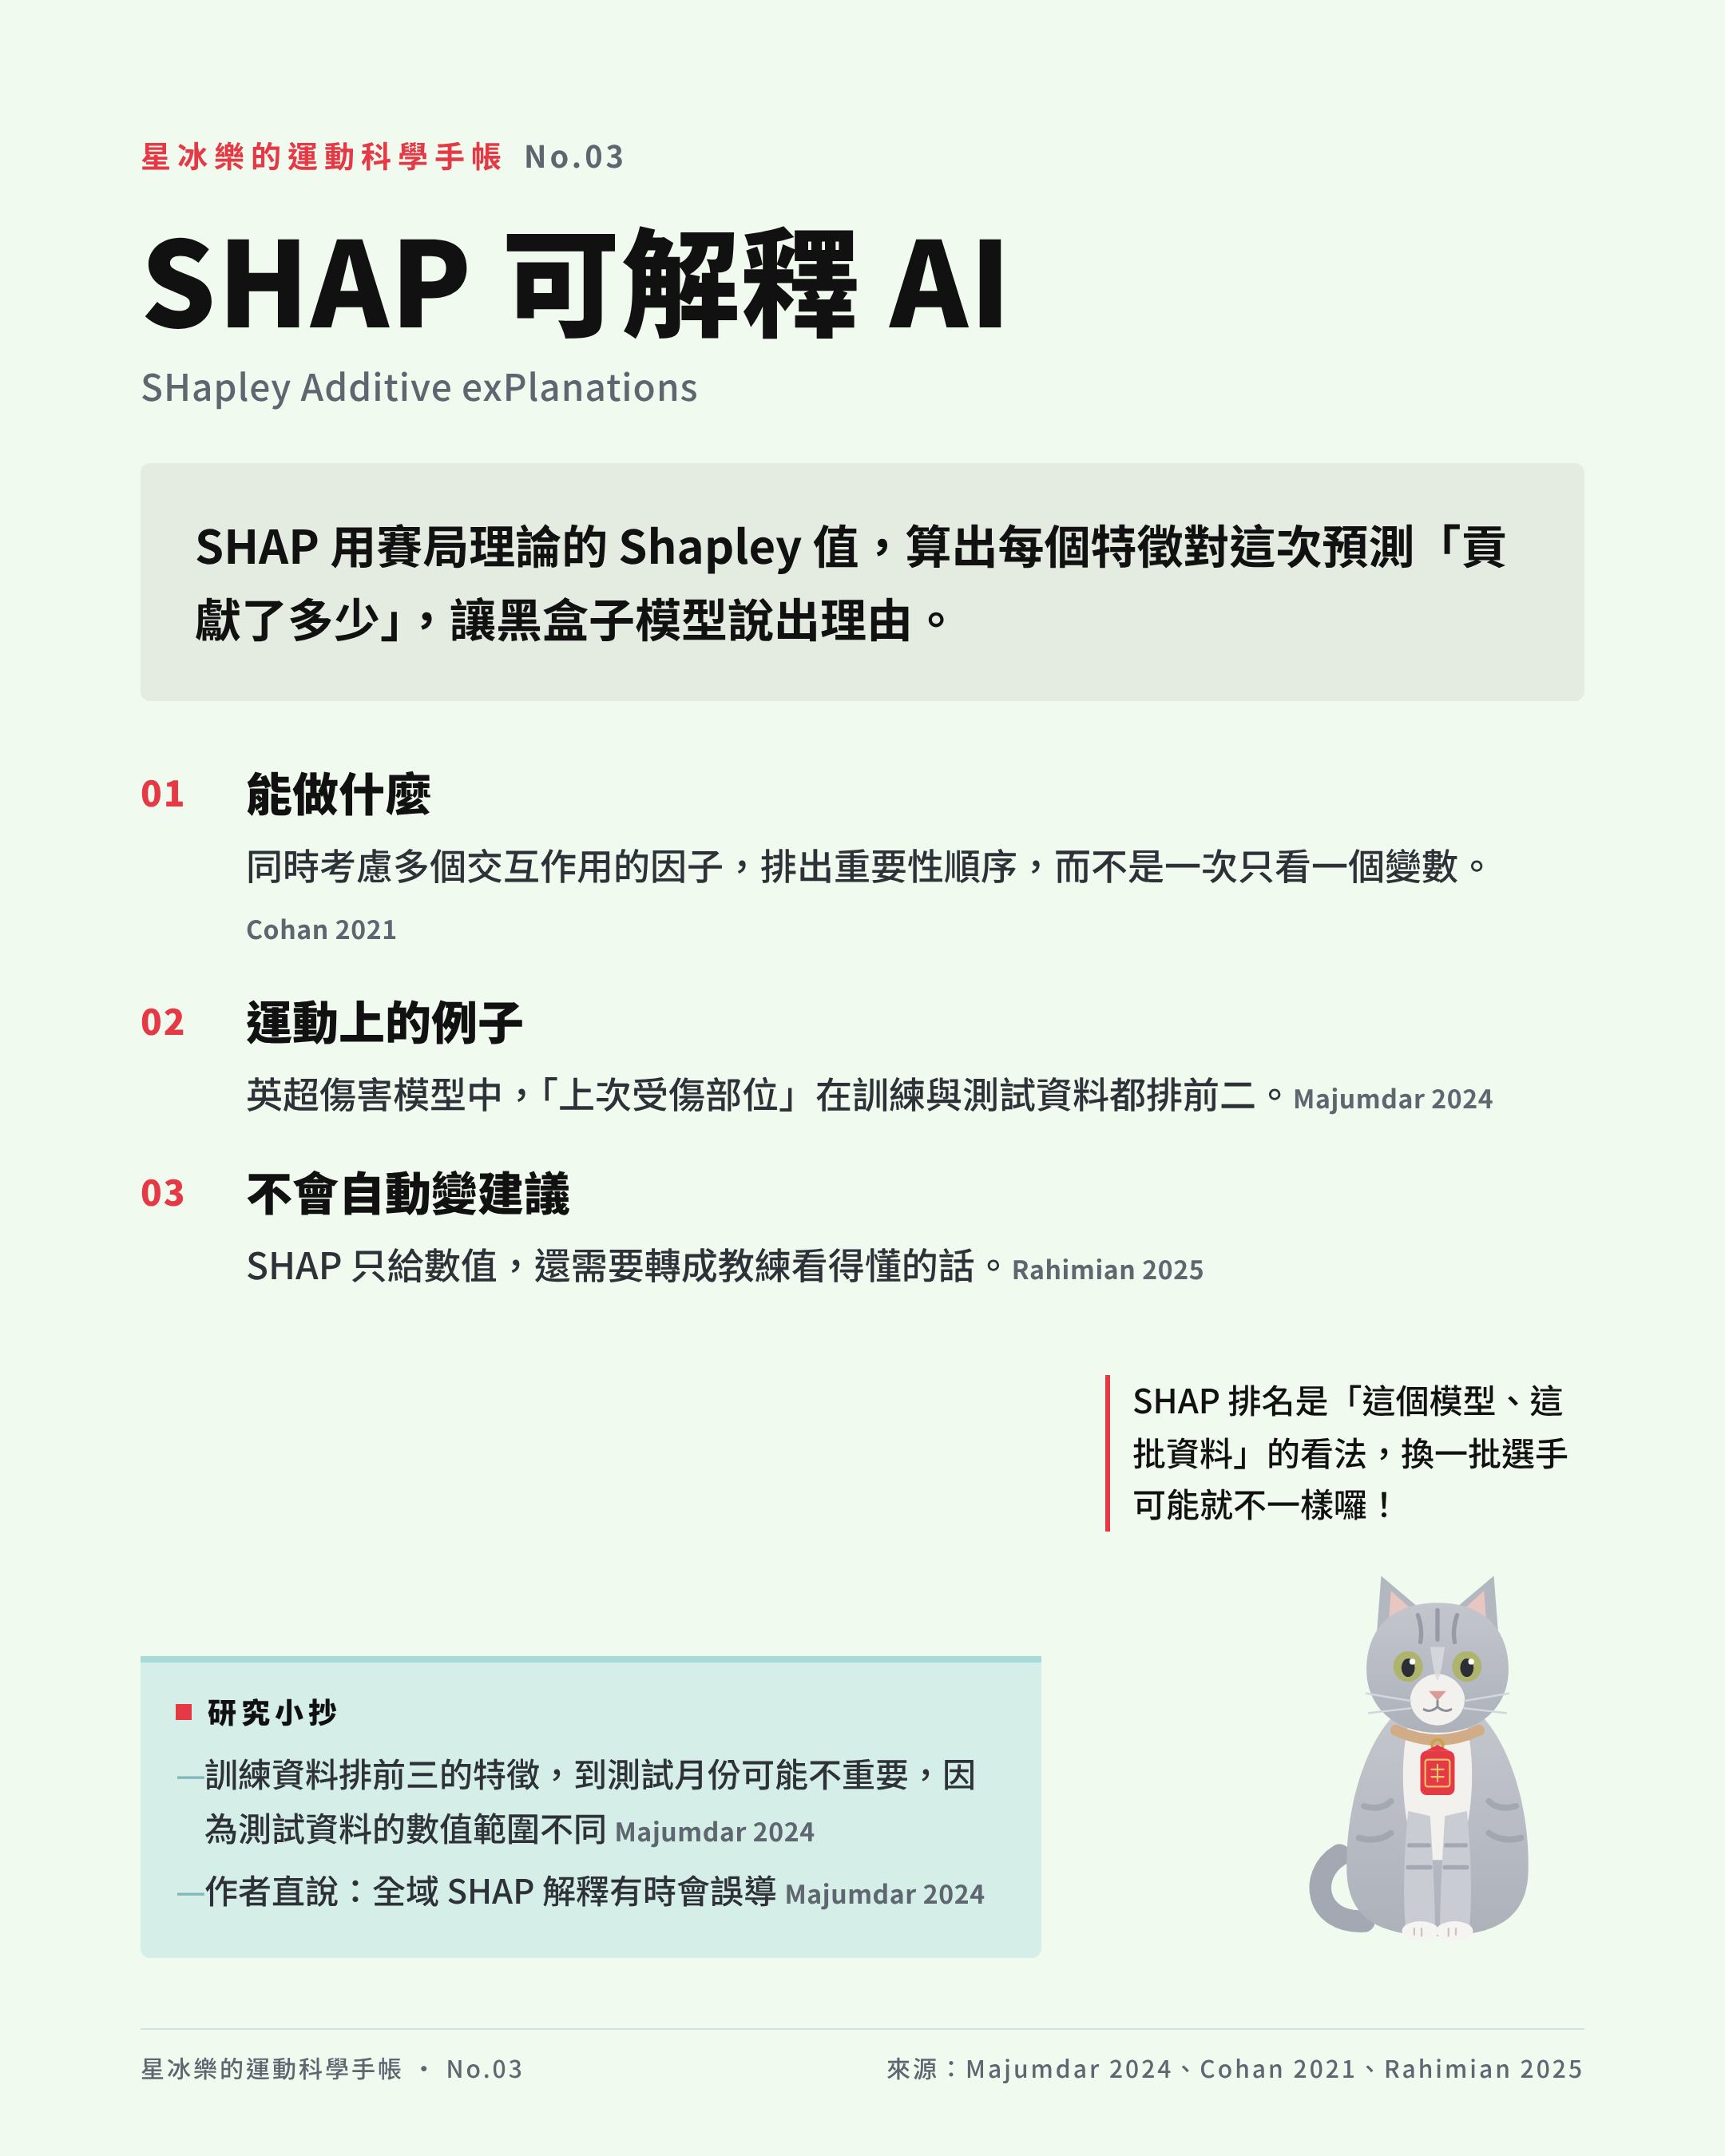 星冰樂的運動科學手帳 No.03
SHAP 可解釋 AI
SHapley Additive exPlanations
SHAP 用賽局理論的 Shapley 值，算出每個特徵對這次預測「貢
獻了多少」，讓黑盒子模型說出理由。
01 能做什麼
同時考慮多個交互作用的因子，排出重要性順序，而不是一次只看一個變數。
Cohan 2021
02 運動上的例子
英超傷害模型中，「上次受傷部位」在訓練與測試資料都排前二。Majumdar 2024
03 不會自動變建議
SHAP 只給數值，還需要轉成教練看得懂的話。Rahimian 2025
SHAP 排名是「這個模型、這
批資料」的看法，換一批選手
可能就不一樣囉！
研究小抄
—訓練資料排前三的特徵，到測試月份可能不重要，因
為測試資料的數值範圍不同 Majumdar 2024
—作者直說：全域 SHAP 解釋有時會誤導 Majumdar 2024
星冰樂的運動科學手帳 · No.03
來源：Majumdar 2024、Cohan 2021、Rahimian 2025